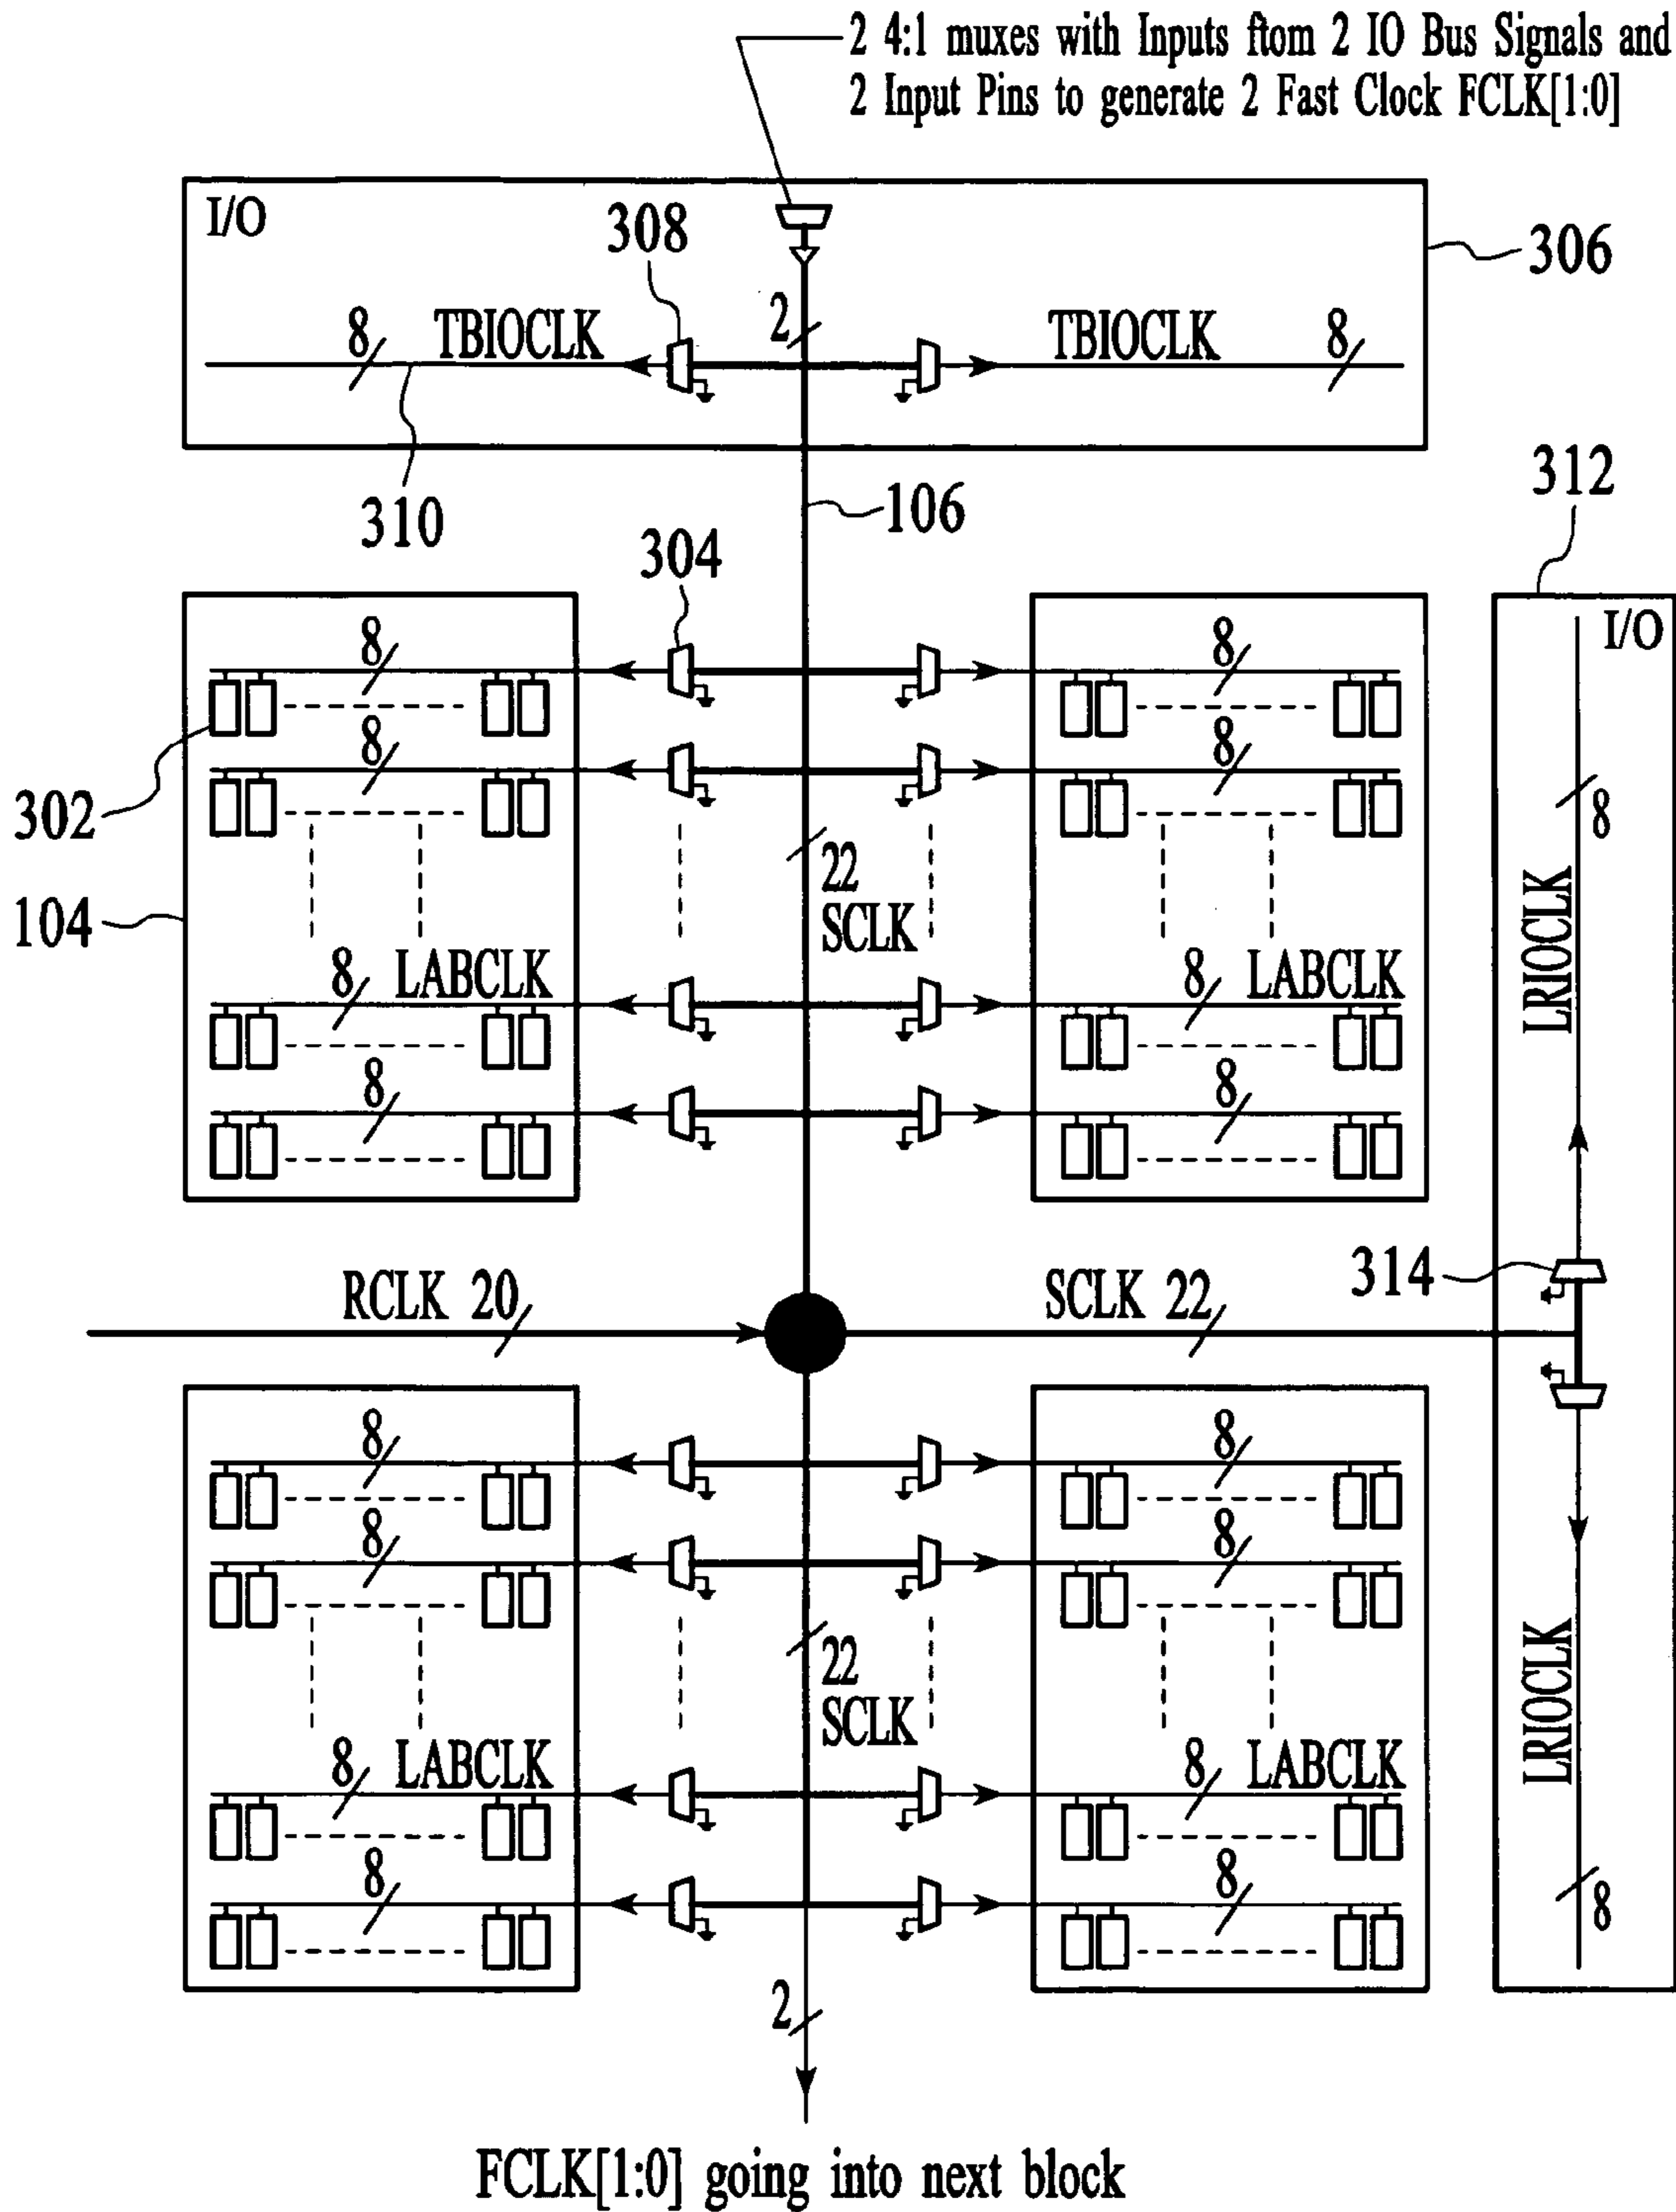 2 4:1 muxes with Inputs ftom 2 IO Bus Signals and
2 Input Pins to generate 2 Fast Clock FCLK[1:0]
I/O
308
306
2
8
TBIOCLK
TBIOCLK
8
310
106
312
304
I/O
8
8
302
8
8
8
22
SCLK
104
LRIOCLK
8 LABCLK
8 LABCLK
8
8
314
RCLK 20
SCLK 22
8
8
8
8
22
SCLK
LRIOCLK
8 LABCLK
8 LABCLK
8
8
8
2
FCLK[1:0] going into next block